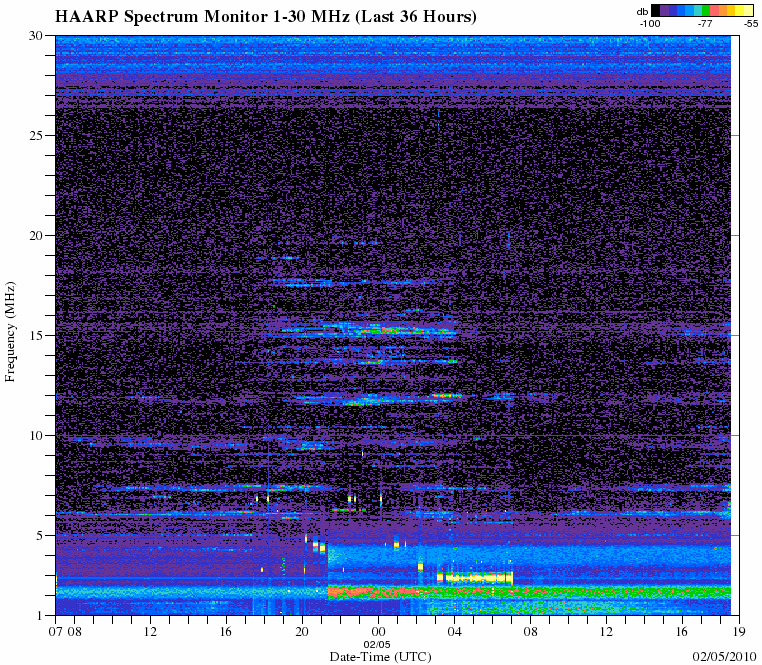 HAARP Spectrum Monitor 1-30 MHz (Last 36 Hours)
db
-100 -77 -55
30
25
20
15
10
5
1
Frequency (MHz)
07 08 12 16 20 00 04 08 12 16 19
02/05
Date-Time (UTC)
02/05/2010